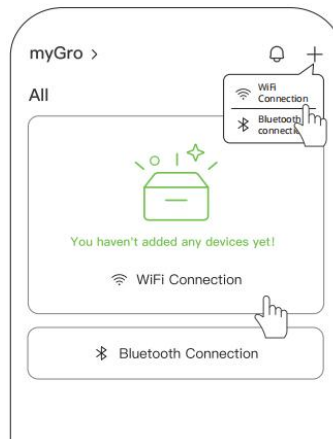 myGro >
All
WiFi
Connection
Bluetooth
connection
You haven't added any devices yet!
WiFi Connection
Bluetooth Connection